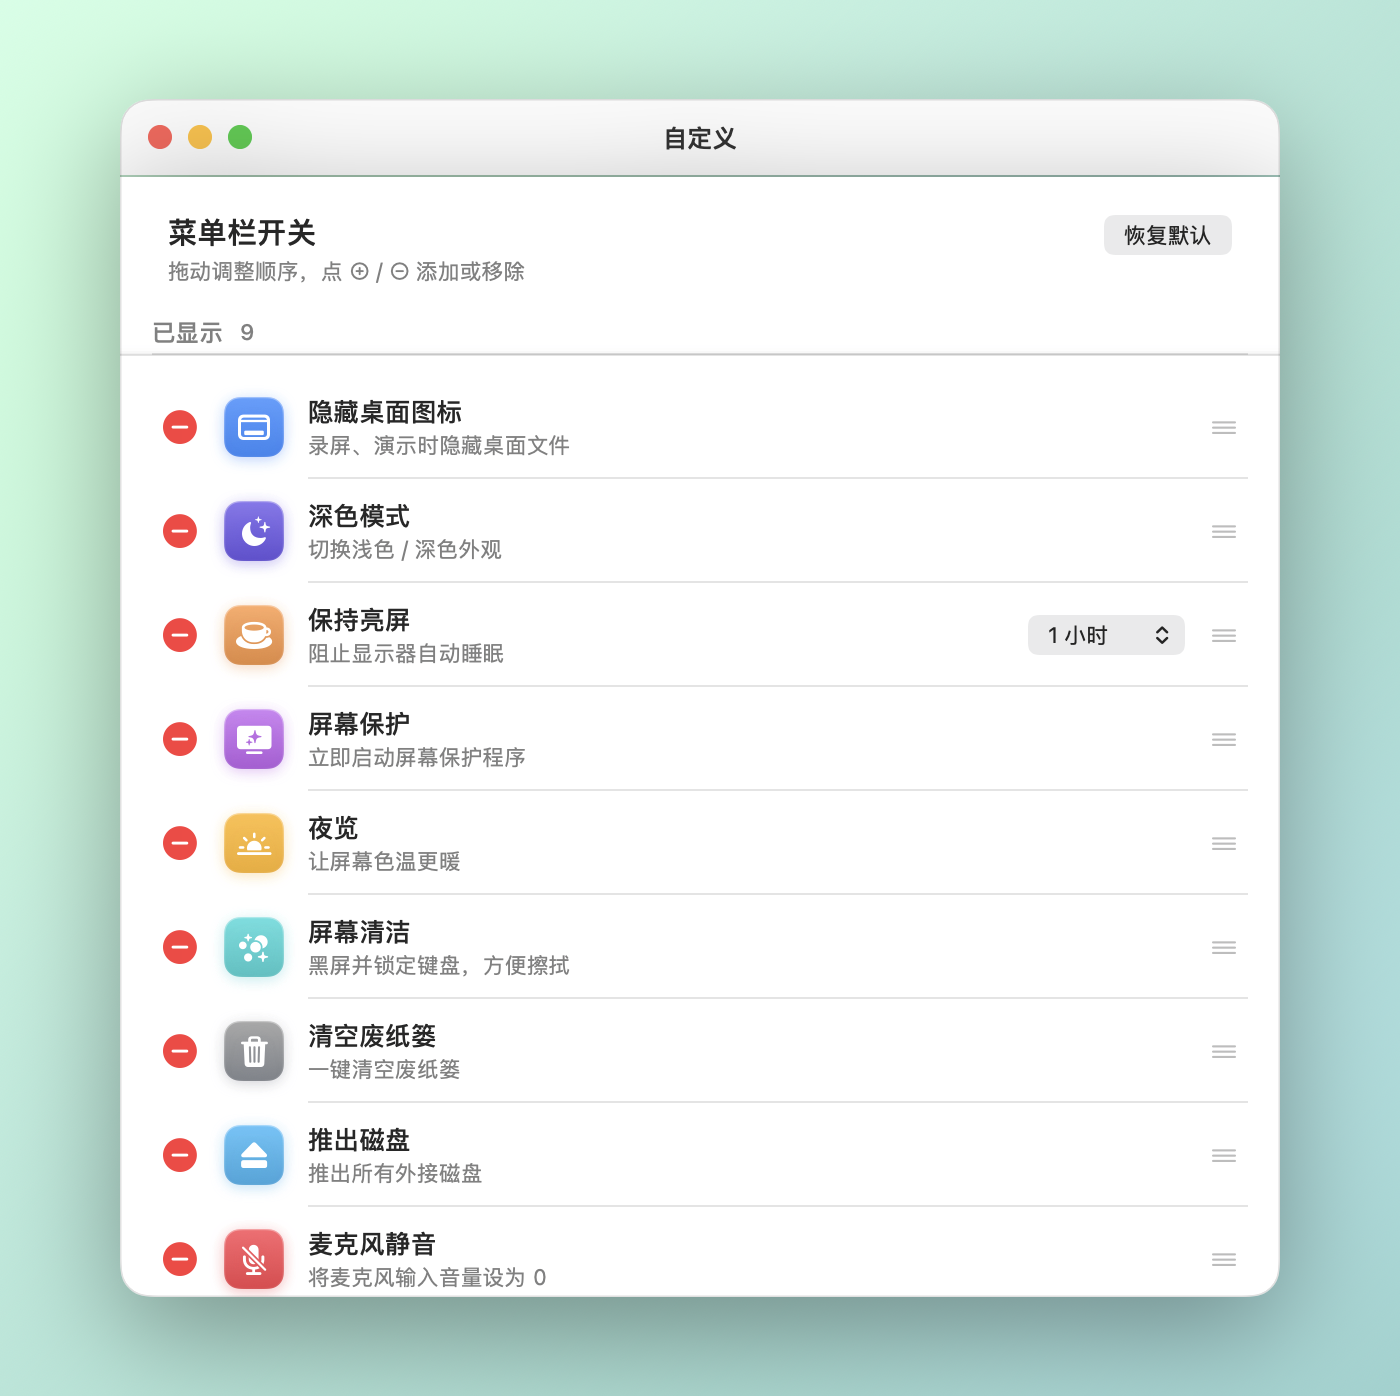 自定义
菜单栏开关
恢复默认
拖动调整顺序，点 ⊕ / ⊖ 添加或移除
已显示 9
隐藏桌面图标
录屏、演示时隐藏桌面文件
深色模式
切换浅色 / 深色外观
保持亮屏
阻止显示器自动睡眠
1 小时
屏幕保护
立即启动屏幕保护程序
夜览
让屏幕色温更暖
屏幕清洁
黑屏并锁定键盘，方便擦拭
清空废纸篓
一键清空废纸篓
推出磁盘
推出所有外接磁盘
麦克风静音
将麦克风输入音量设为 0